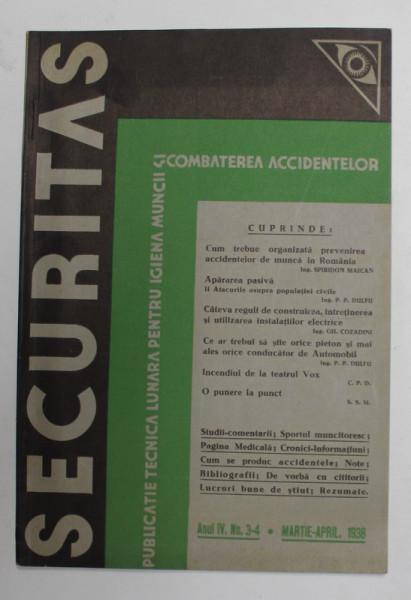 SECURITAS
PUBLICATIE TECNICA LUNARA PENTRU IGIENA MUNCII ȘI
COMBATEREA ACCIDENTELOR
CUPRINDE:
Cum trebue organizată prevenirea
accidentelor de muncă în România
Ing. SPIRIDON MAICAN
Apărarea pasivă
II Atacurile asupra populației civile
Ing. P. P. DULFU
Câteva reguli de construirea, întreținerea
și utilizarea instalațiilor electrice
Ing. GH. COZADINI
Ce ar trebui să știe orice pieton și mai
ales orice conducător de Automobil
Ing. P. P. DULFU
Incendiul de la teatrul Vox
C. P. D.
O punere la punct
S. S. M.
Studii-comentarii; Sportul muncitoresc;
Pagina Medicală; Cronici-Informațiuni;
Cum se produc accidentele; Note;
Bibliografii; De vorbă cu cititorii;
Lucruri bune de știut; Rezumate.
Anul IV. No. 3-4 • MARTIE-APRIL. 1938